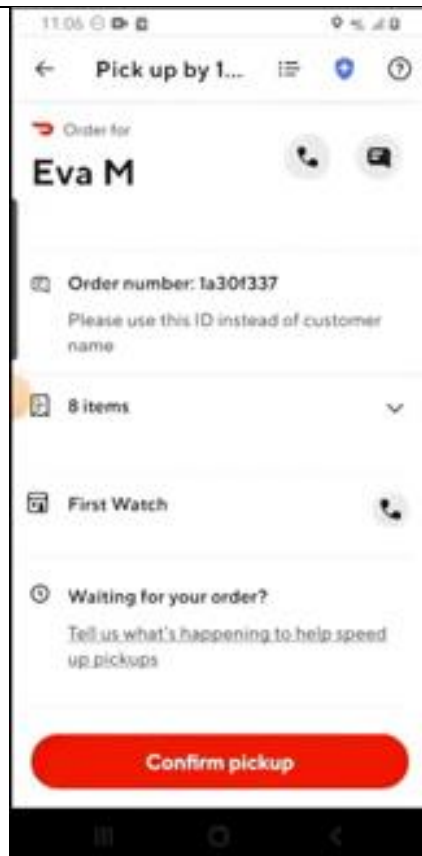 11:06
Pick up by 1...
Order for
Eva M
Order number: 1a30f337
Please use this ID instead of customer
name
8 items
First Watch
Waiting for your order?
Tell us what's happening to help speed
up pickups
Confirm pickup